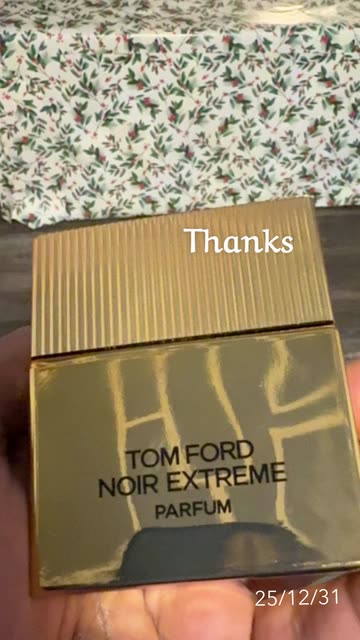 Thanks
TOM FORD
NOIR EXTREME
PARFUM
25/12/31